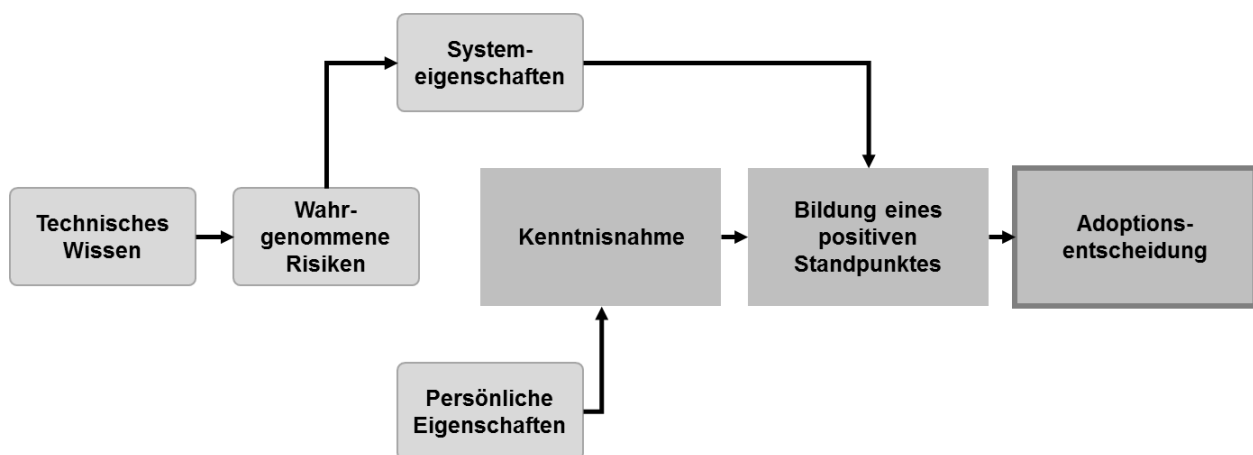 System-
eigenschaften
Technisches
Wissen
Wahr-
genommene
Risiken
Kenntnisnahme
Bildung eines
positiven
Standpunktes
Adoptions-
entscheidung
Persönliche
Eigenschaften